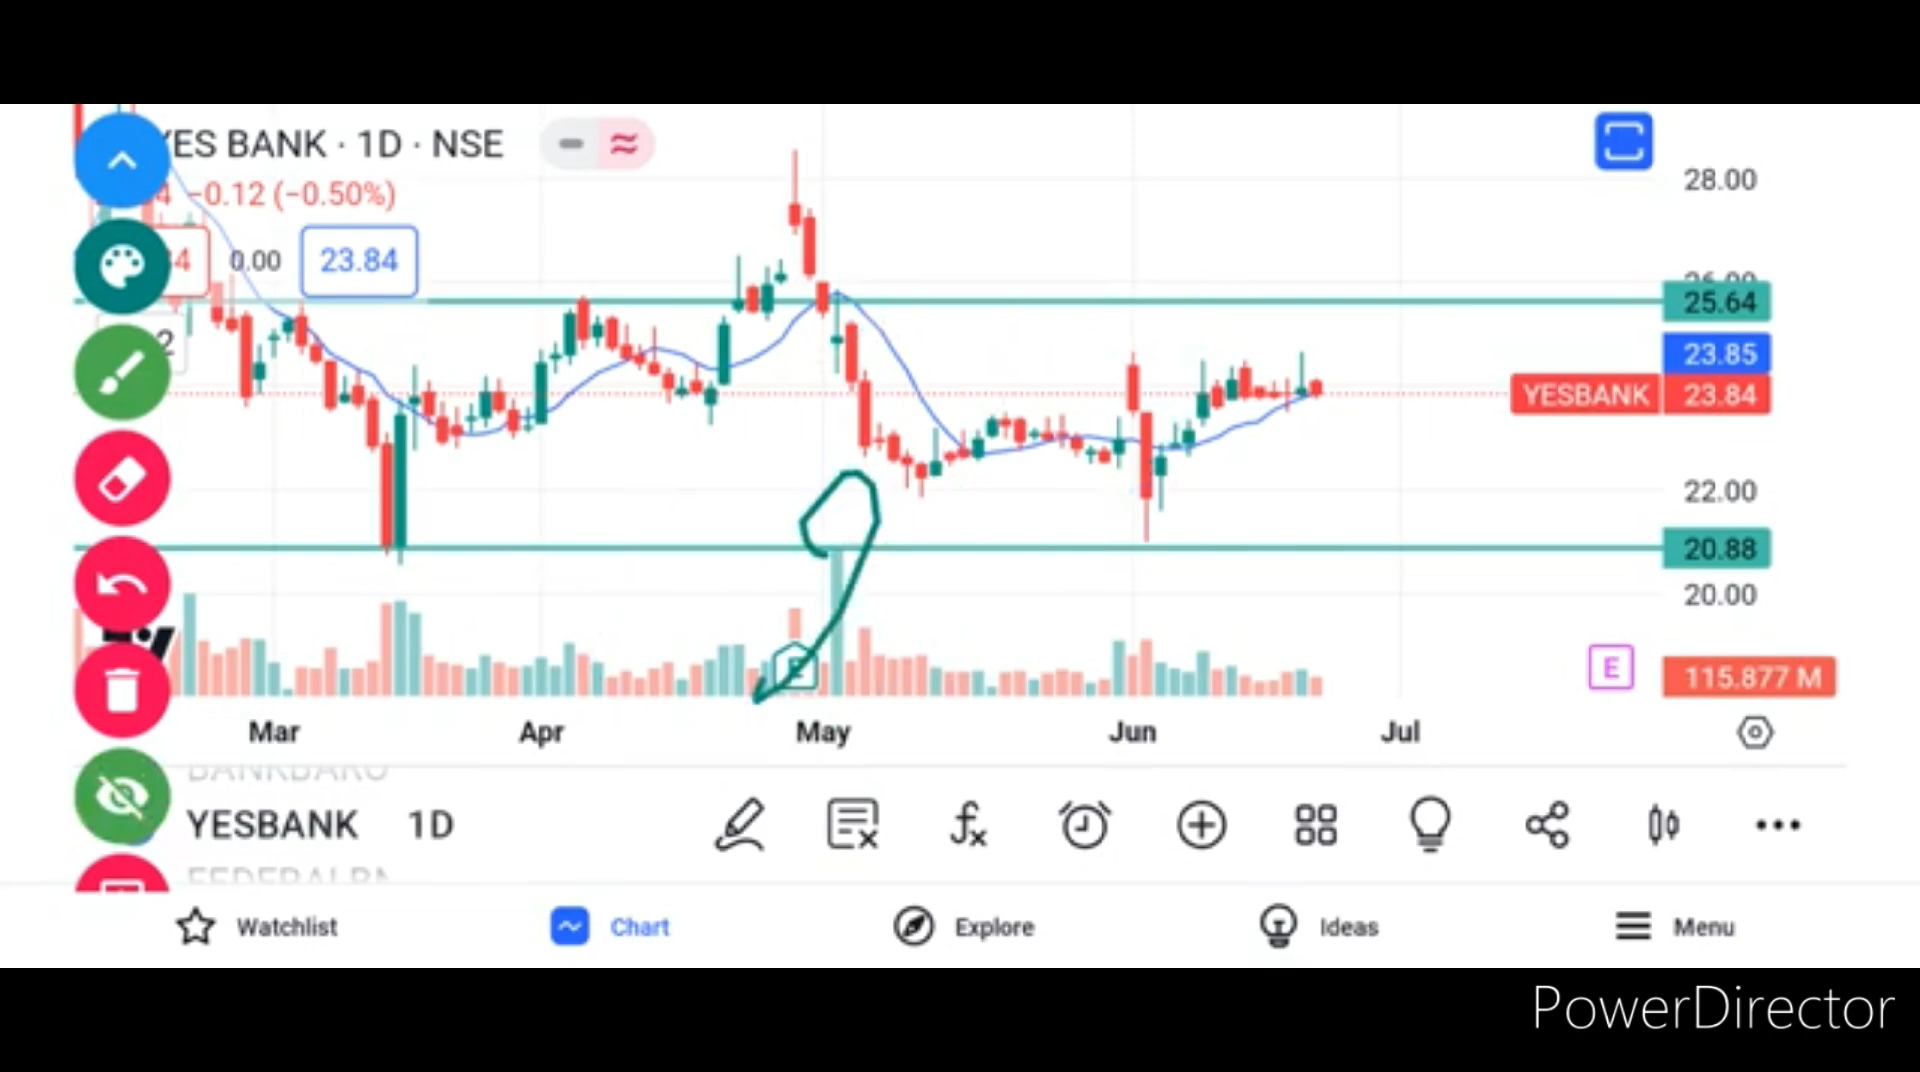 YES BANK · 1D · NSE
4 −0.12 (−0.50%)
28.00
0.00
23.84
25.64
23.85
YESBANK
23.84
22.00
20.88
20.00
E
115.877 M
Mar
Apr
May
Jun
Jul
YESBANK
1D
Watchlist
Chart
Explore
Ideas
Menu
PowerDirector